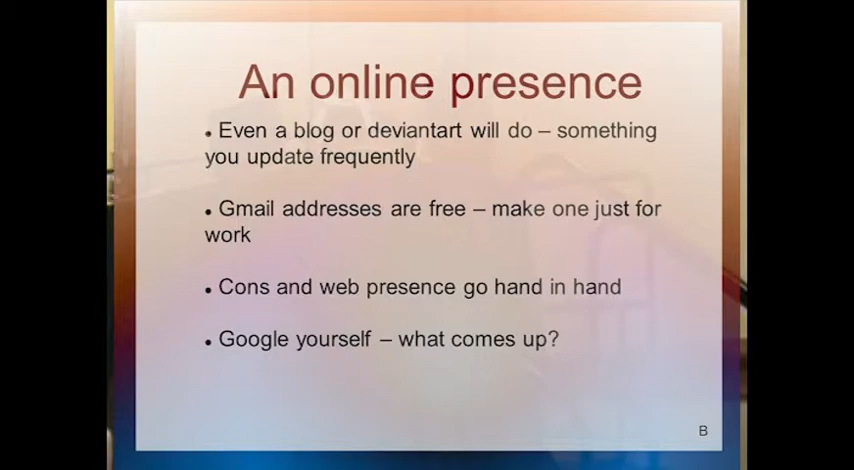 An online presence
• Even a blog or deviantart will do – something
you update frequently
• Gmail addresses are free – make one just for
work
• Cons and web presence go hand in hand
• Google yourself – what comes up?
B